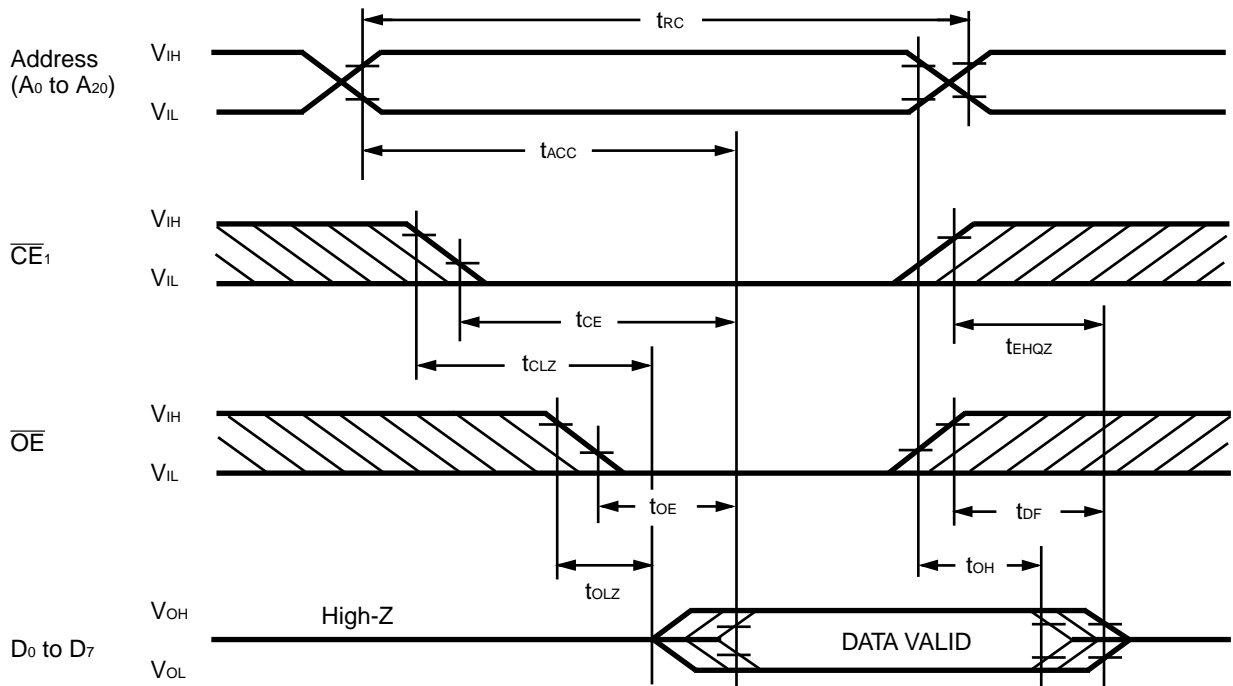 tRC
Address
(A0 to A20)
VIH
VIL
tACC
CE1
VIH
VIL
tCE
tEHQZ
tCLZ
OE
VIH
VIL
tOE
tDF
tOH
tOLZ
VOH
High-Z
D0 to D7
DATA VALID
VOL